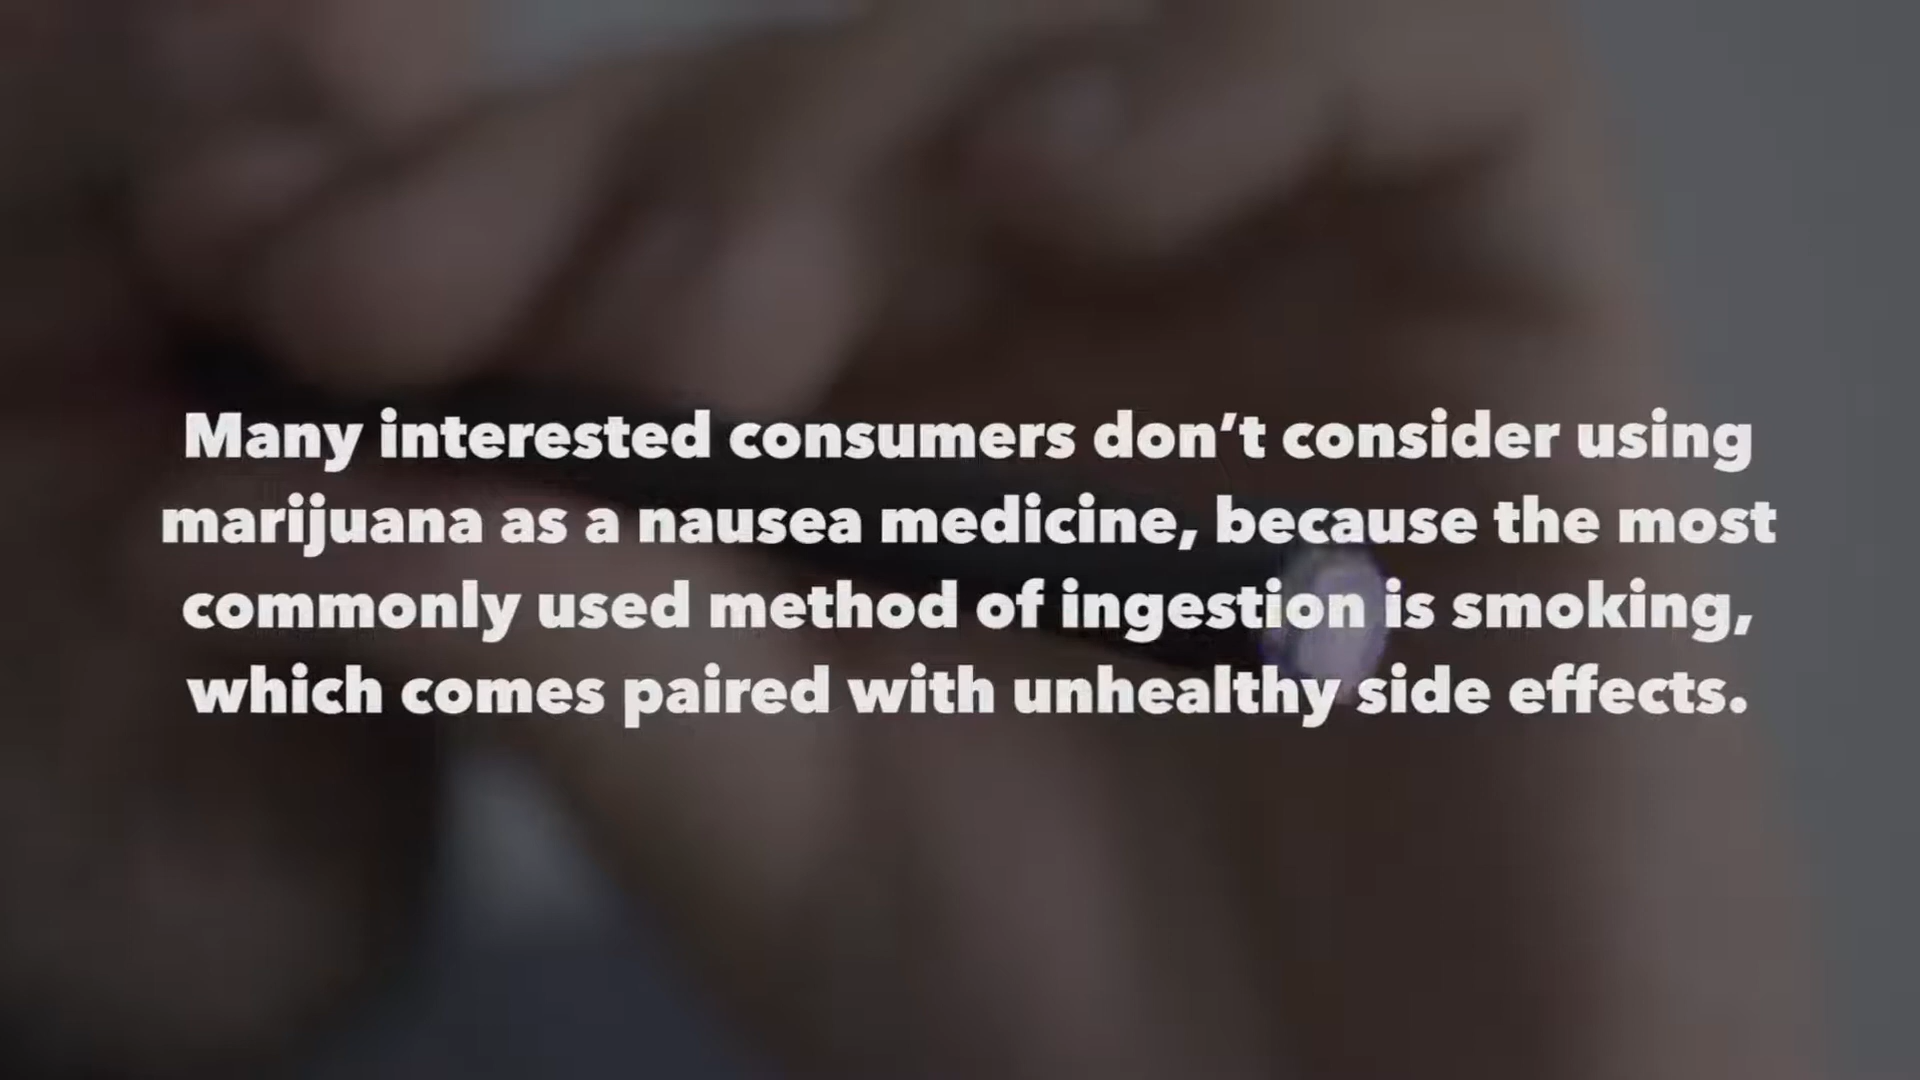 Many interested consumers don’t consider using
marijuana as a nausea medicine, because the most
commonly used method of ingestion is smoking,
which comes paired with unhealthy side effects.